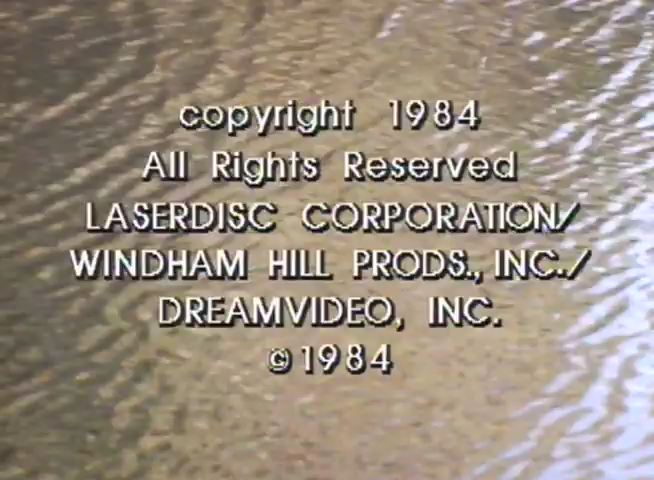 copyright 1984
All Rights Reserved
LASERDISC CORPORATION/
WINDHAM HILL PRODS., INC./
DREAMVIDEO, INC.
©1984